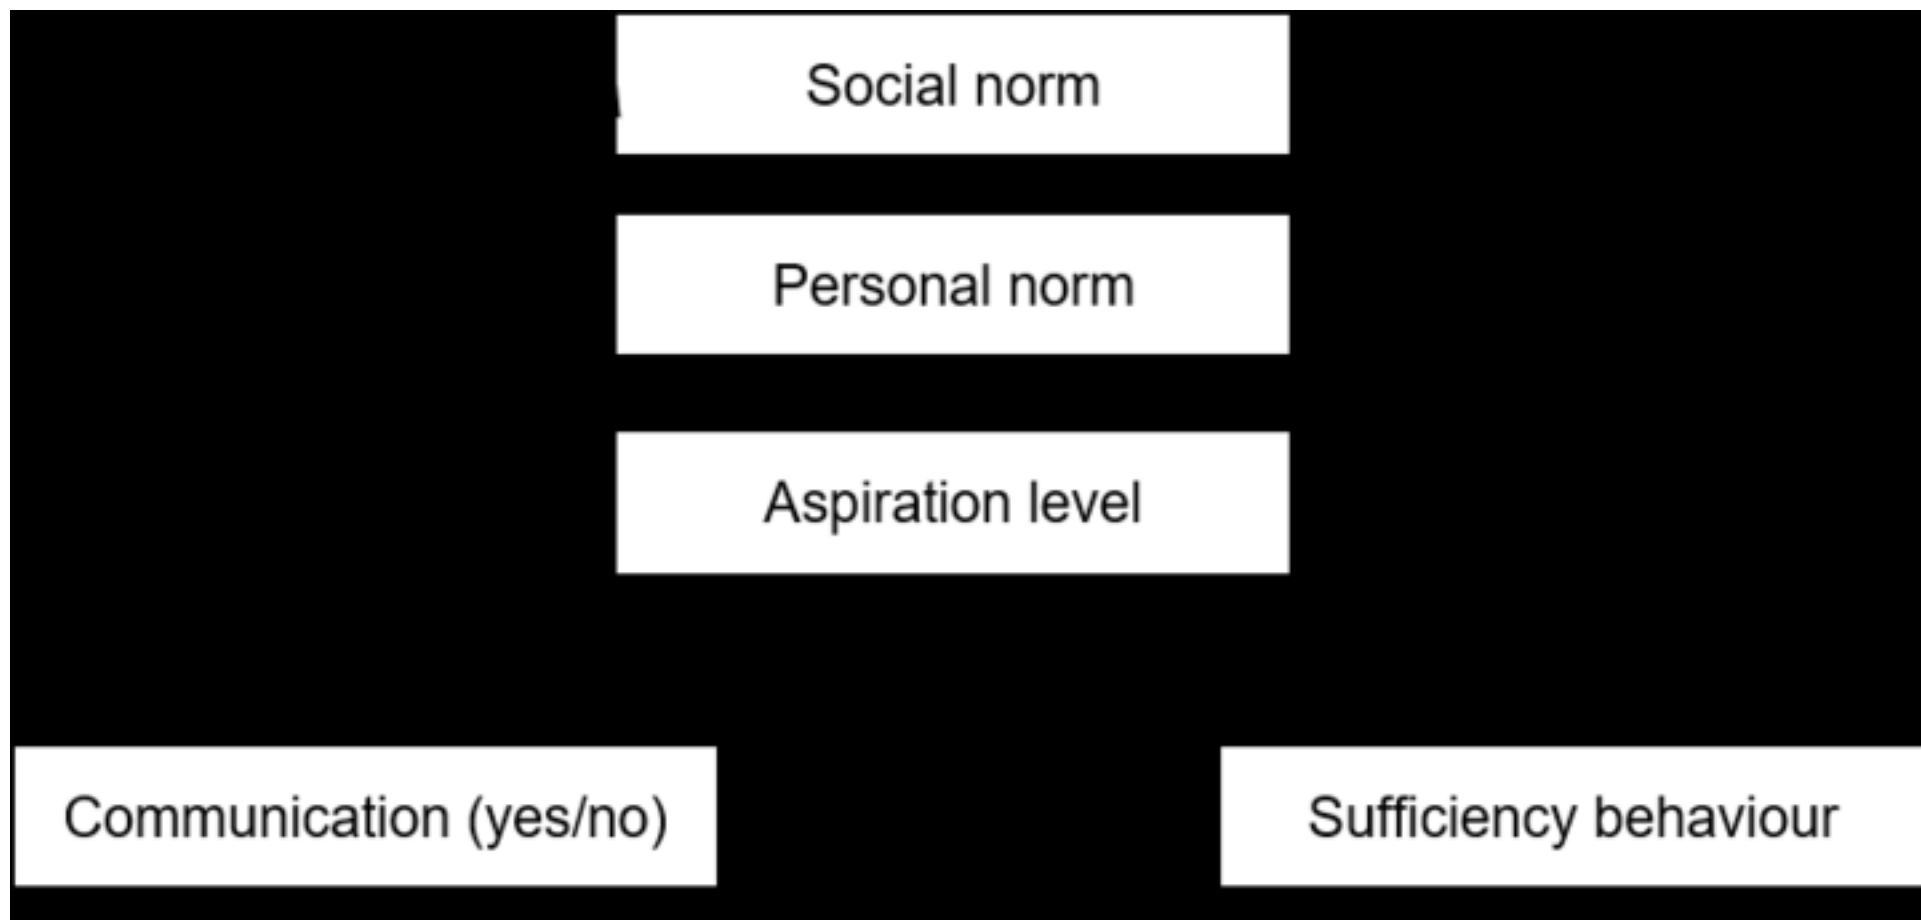 Social norm
Personal norm
Aspiration level
Communication (yes/no)
Sufficiency behaviour